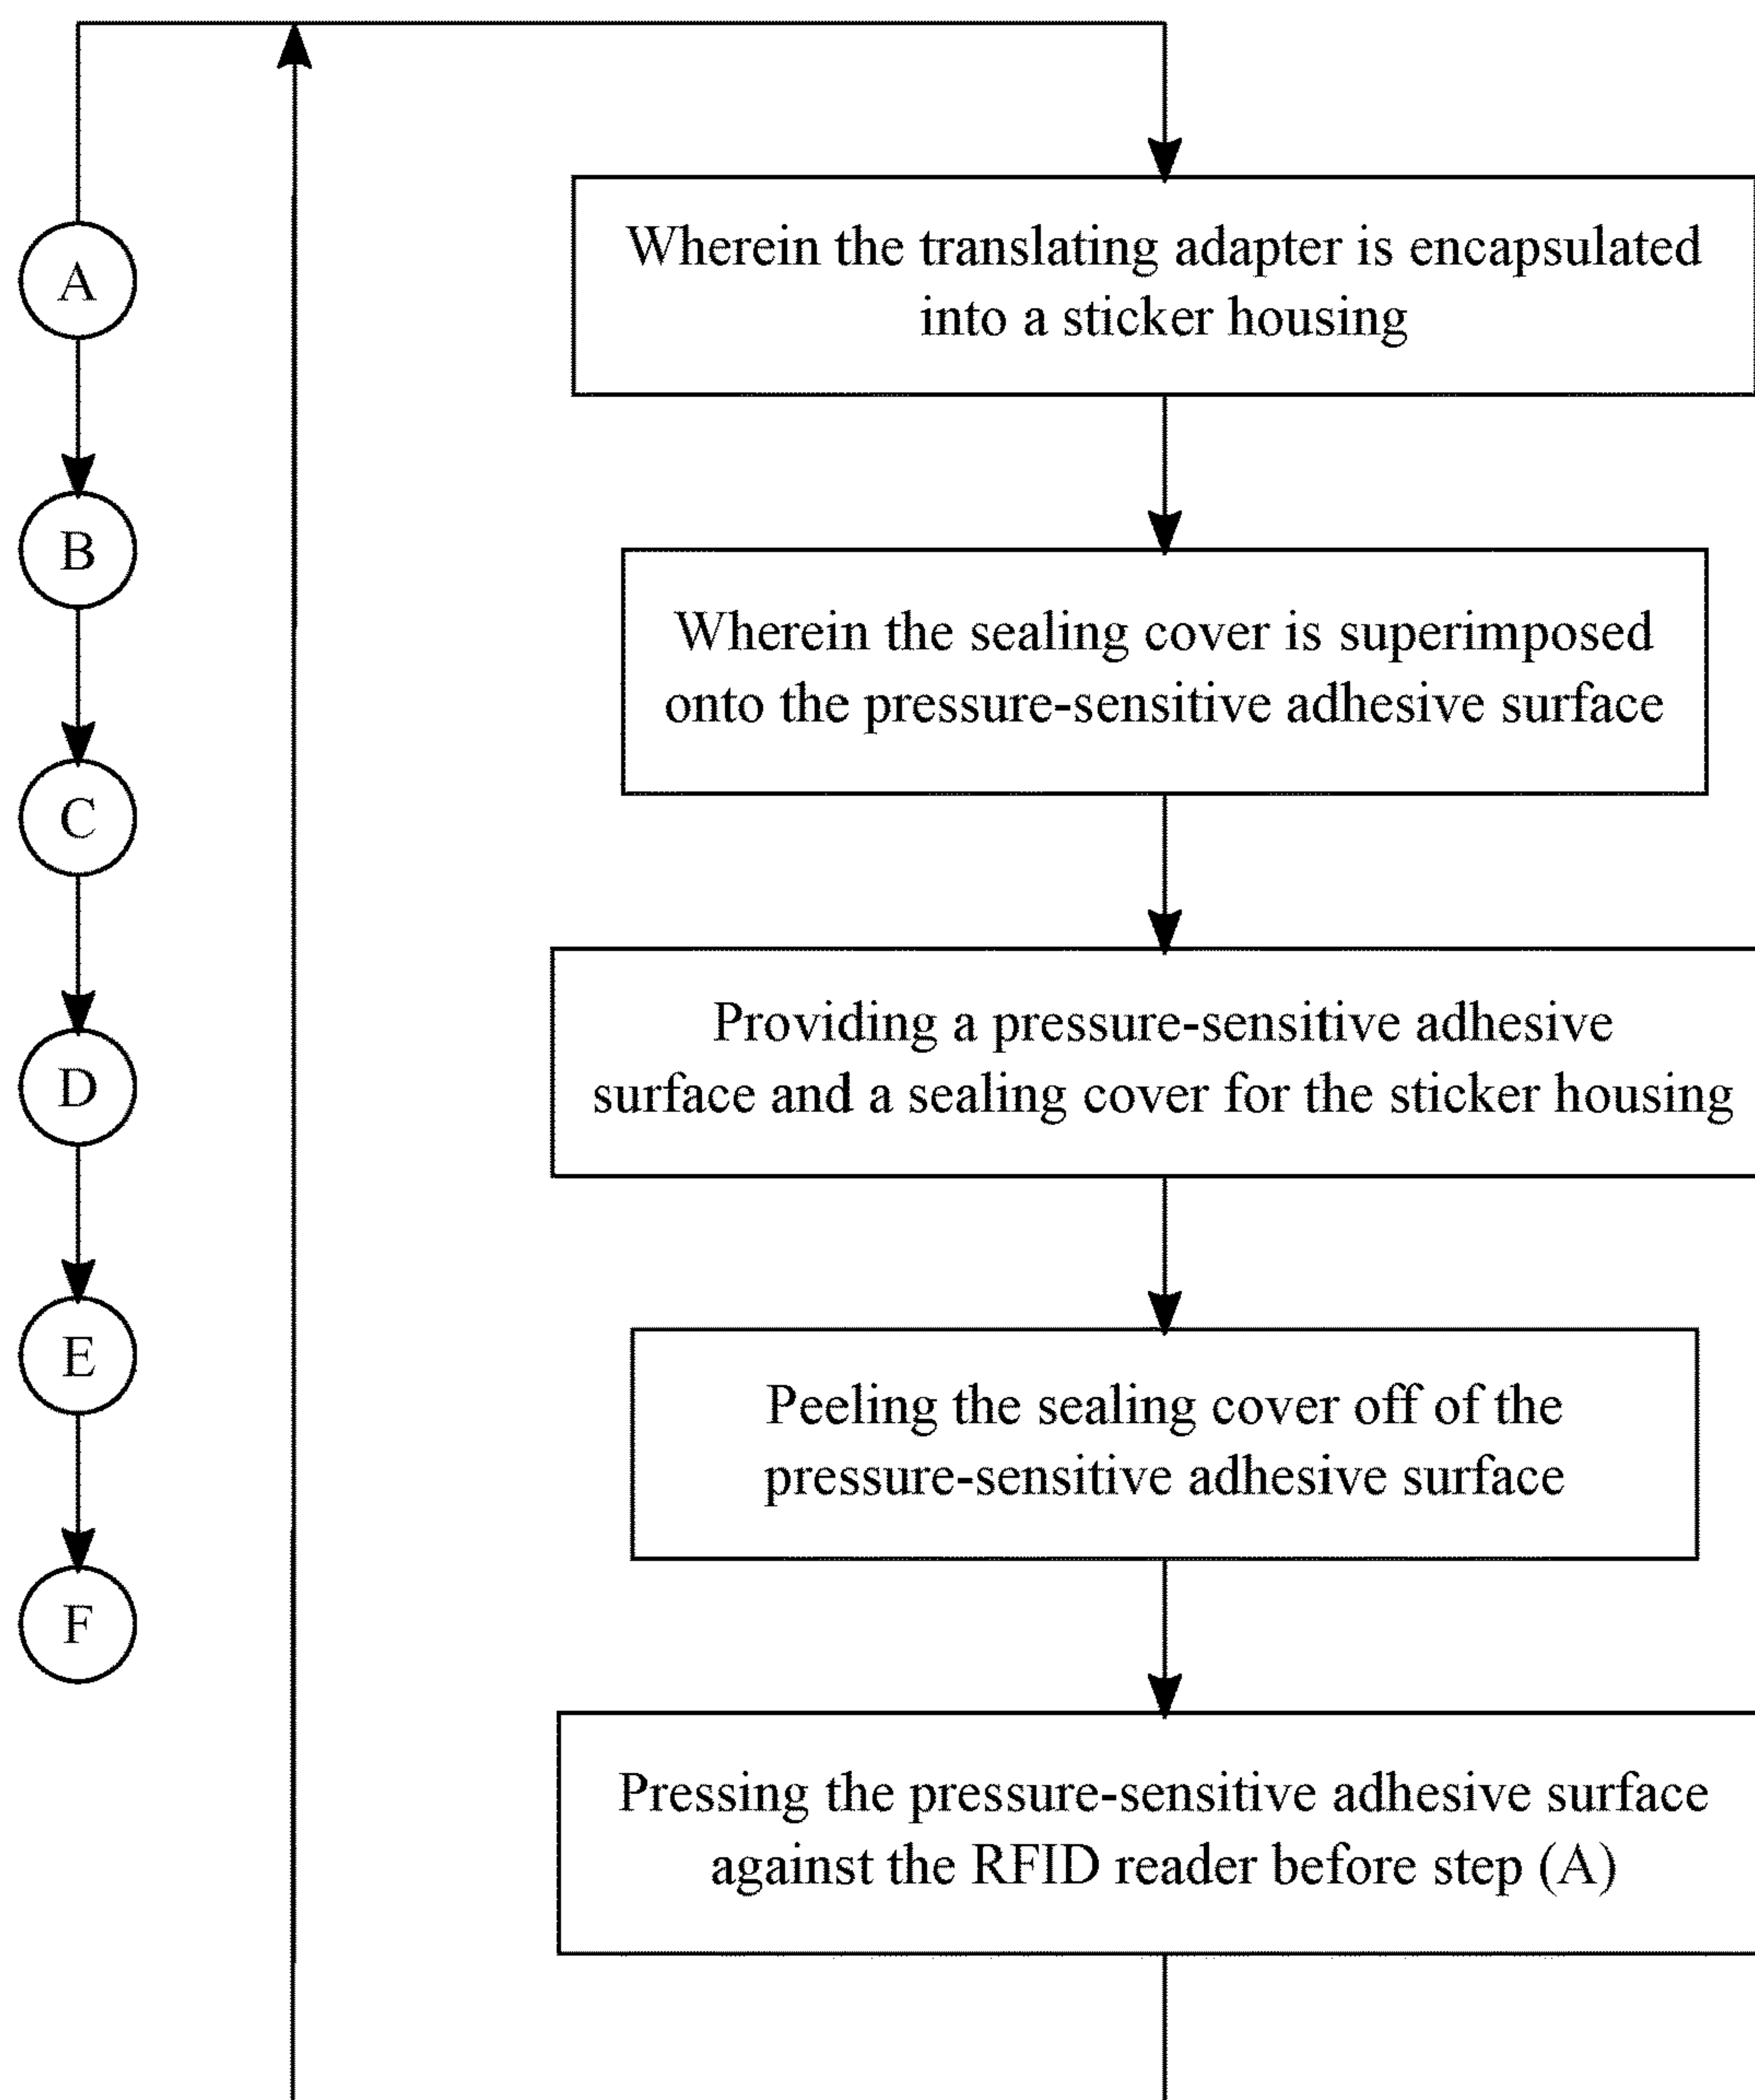 A
B
C
D
E
F
Wherein the translating adapter is encapsulated
into a sticker housing
Wherein the sealing cover is superimposed
onto the pressure-sensitive adhesive surface
Providing a pressure-sensitive adhesive
surface and a sealing cover for the sticker housing
Peeling the sealing cover off of the
pressure-sensitive adhesive surface
Pressing the pressure-sensitive adhesive surface
against the RFID reader before step (A)